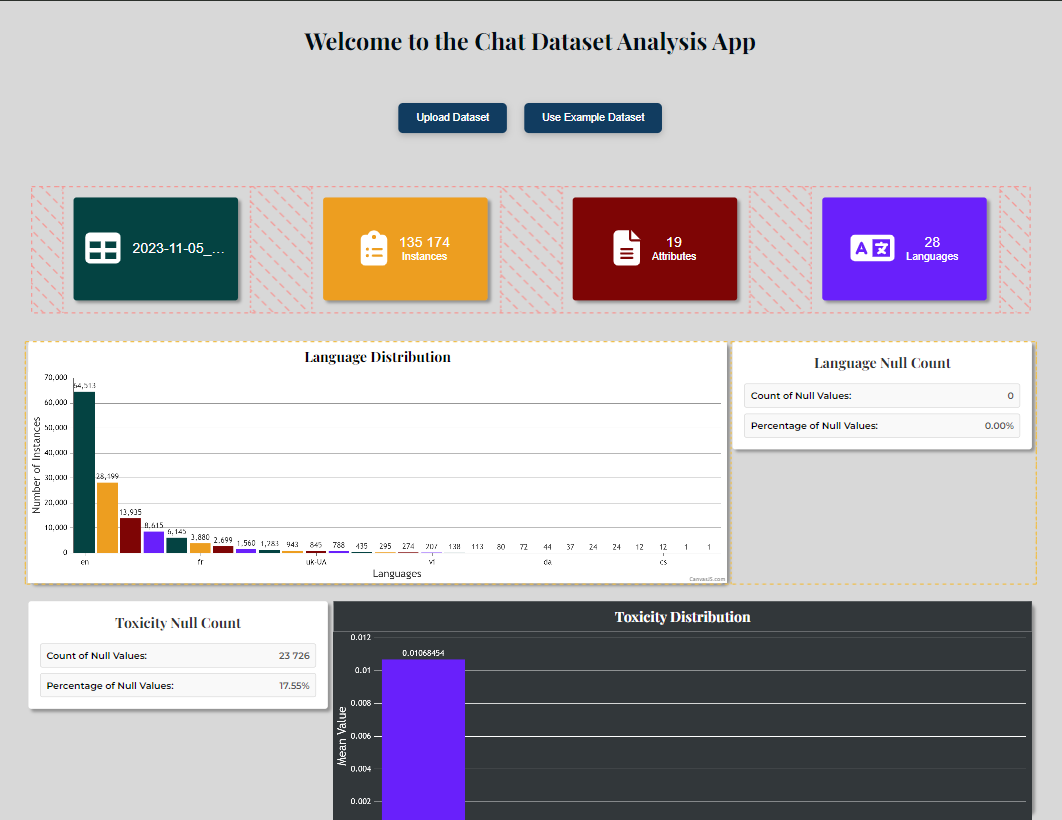 Welcome to the Chat Dataset Analysis App
Upload Dataset
Use Example Dataset
2023-11-05_...
135 174
Instances
19
Attributes
28
Languages
Language Distribution
Number of Instances
70,000
60,000
50,000
40,000
30,000
20,000
10,000
0
64,513
28,199
13,935
8,615
6,145
3,880
2,699
1,560
1,783
943
845
788
435
295
274
207
138
113
80
72
44
37
24
24
12
12
1
1
en
fr
uk-UA
vi
da
cs
Languages
CanvasJS.com
Language Null Count
Count of Null Values: 0
Percentage of Null Values: 0.00%
Toxicity Null Count
Count of Null Values: 23 726
Percentage of Null Values: 17.55%
Toxicity Distribution
Mean Value
0.012
0.01
0.008
0.006
0.004
0.002
0.01068454